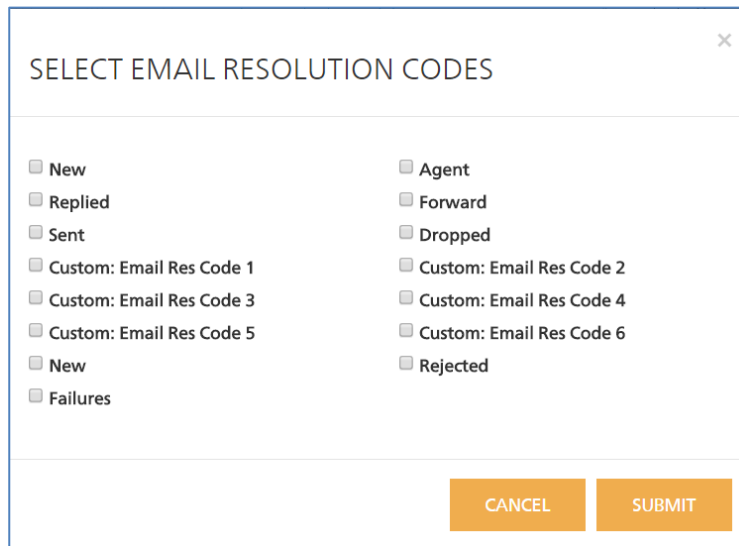 ×
SELECT EMAIL RESOLUTION CODES
New Agent
Replied Forward
Sent Dropped
Custom: Email Res Code 1 Custom: Email Res Code 2
Custom: Email Res Code 3 Custom: Email Res Code 4
Custom: Email Res Code 5 Custom: Email Res Code 6
New Rejected
Failures
CANCEL SUBMIT